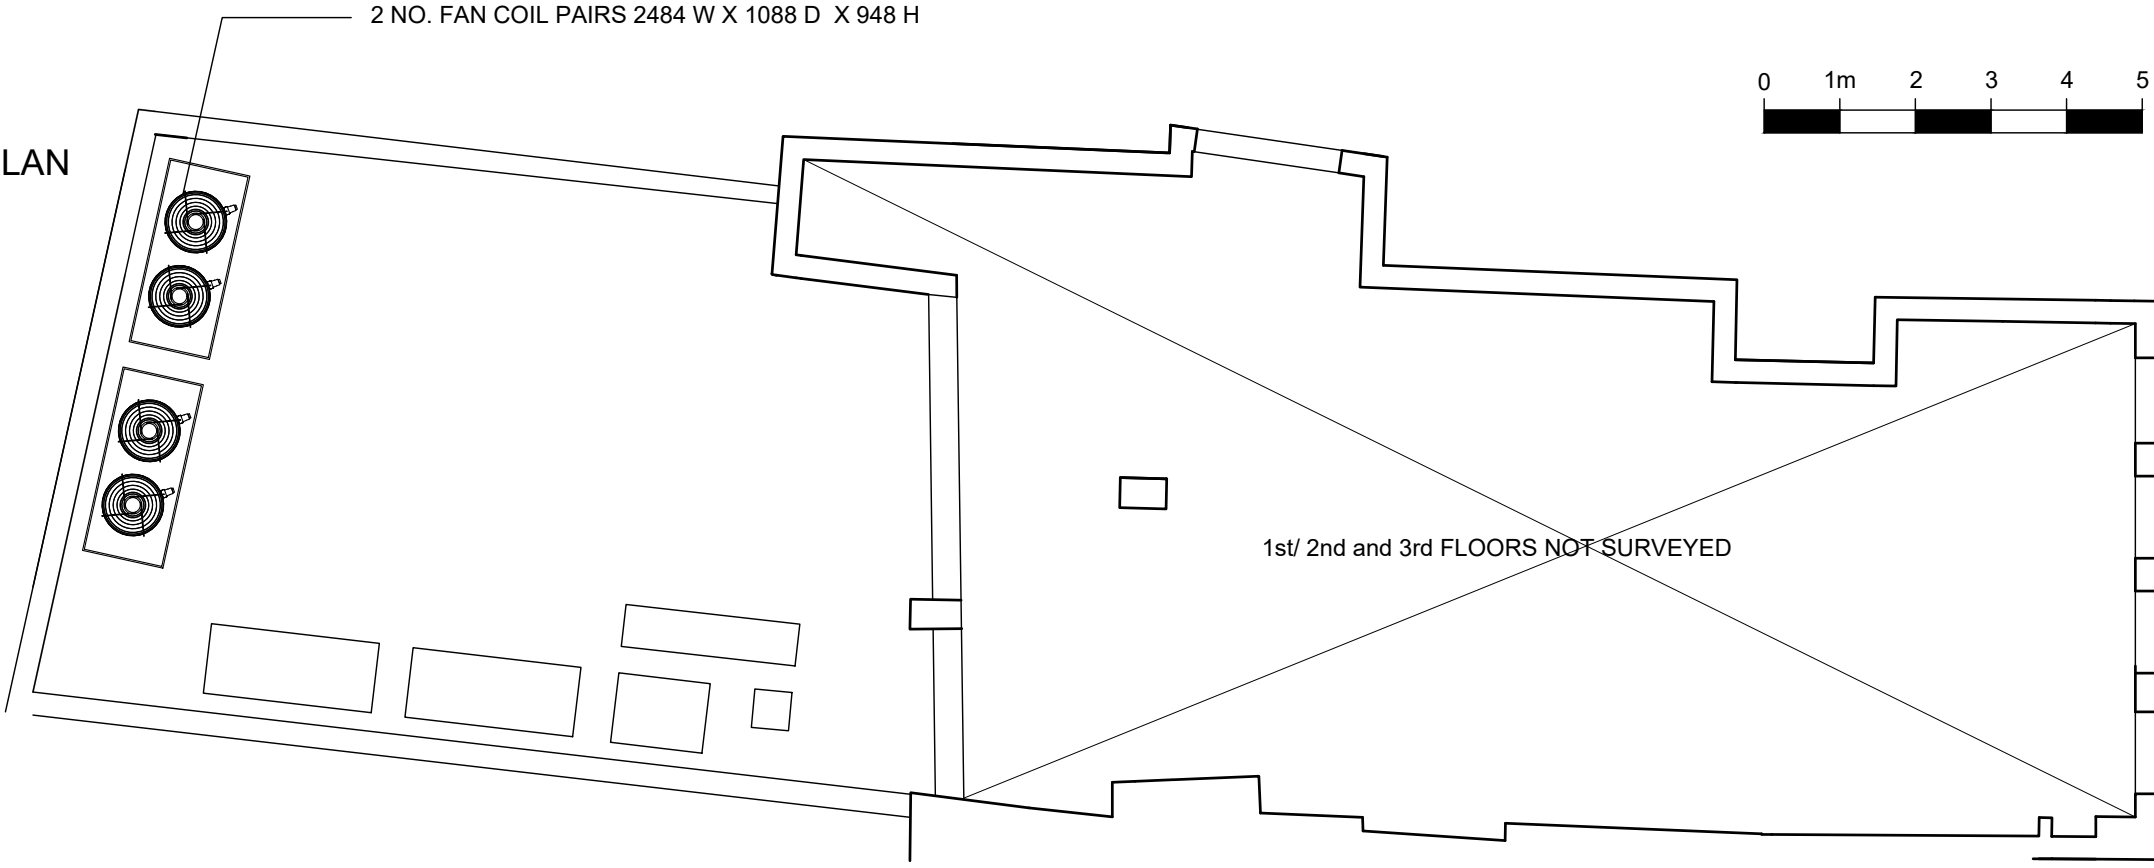 2 NO. FAN COIL PAIRS 2484 W X 1088 D  X 948 H
0 1m 2 3 4 5
LAN
1st/ 2nd and 3rd FLOORS NOT SURVEYED